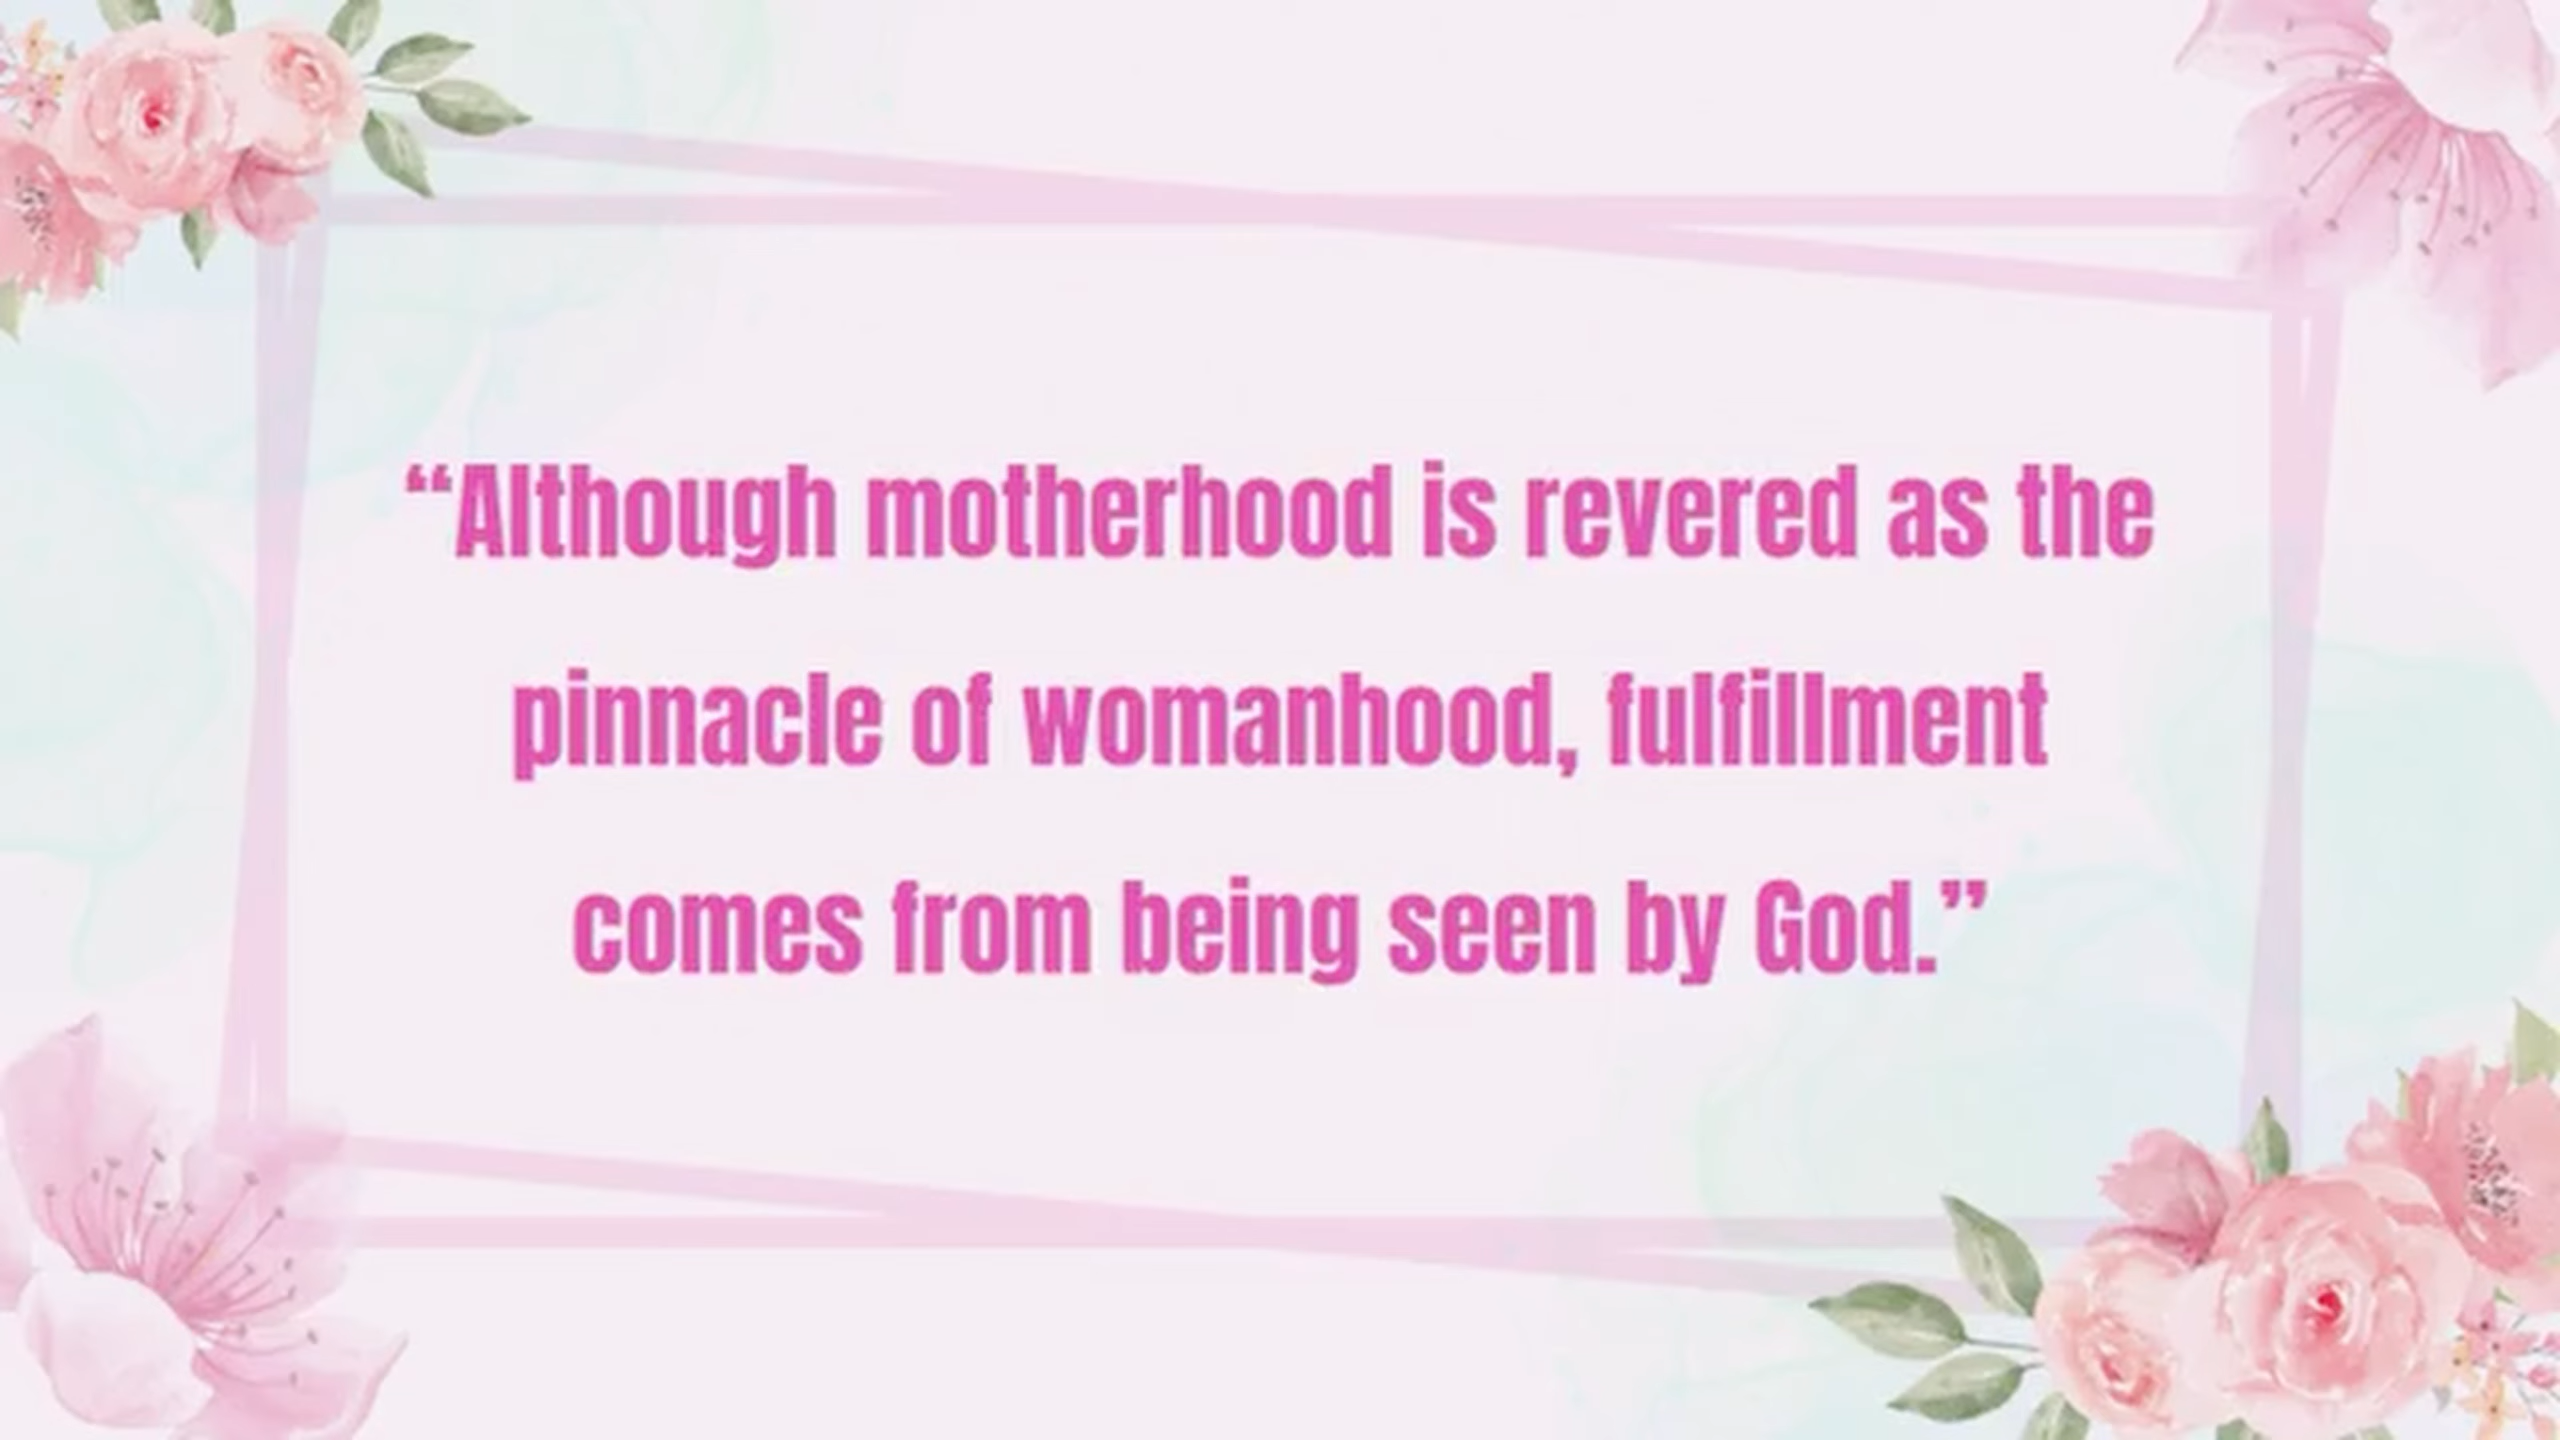 “Although motherhood is revered as the
pinnacle of womanhood, fulfillment
comes from being seen by God.”